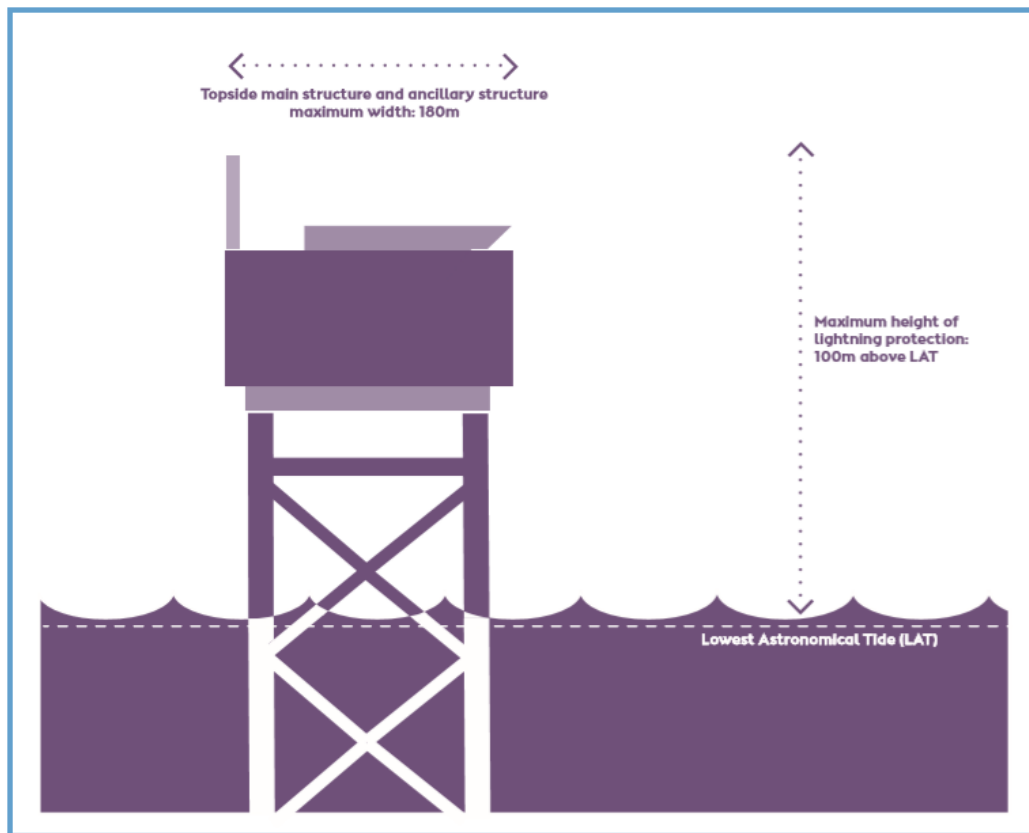 Topside main structure and ancillary structure
maximum width: 180m
Maximum height of
lightning protection:
100m above LAT
Lowest Astronomical Tide (LAT)